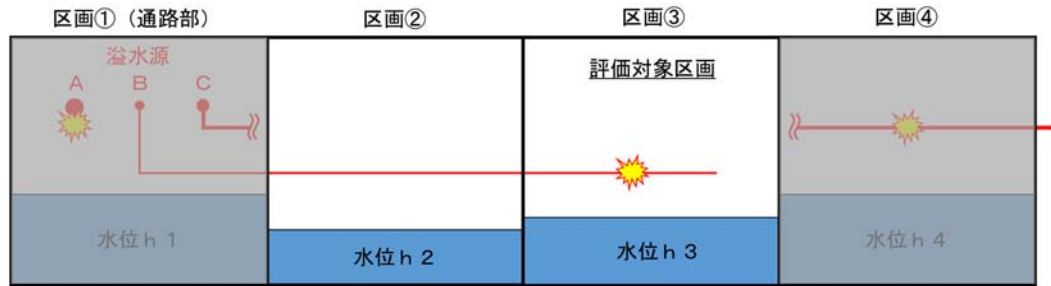 区画①（通路部）
区画②
区画③
区画④
溢水源
A
B
C
評価対象区画
水位ｈ１
水位ｈ２
水位ｈ３
水位ｈ４